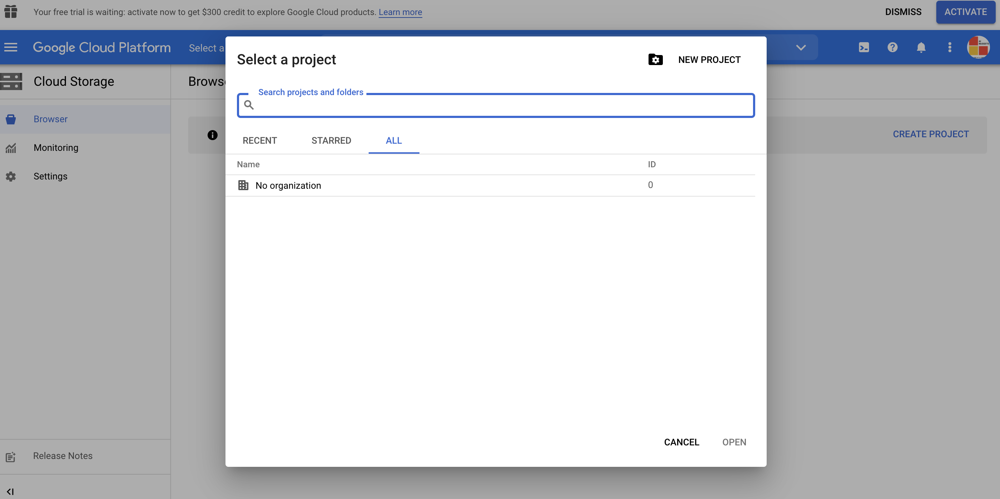 Your free trial is waiting: activate now to get $300 credit to explore Google Cloud products. Learn more
DISMISS
ACTIVATE
Google Cloud Platform
Select a
Select a project
NEW PROJECT
Cloud Storage
Search projects and folders
Browser
Monitoring
Settings
CREATE PROJECT
RECENT
STARRED
ALL
Name
ID
No organization
0
CANCEL
OPEN
Release Notes